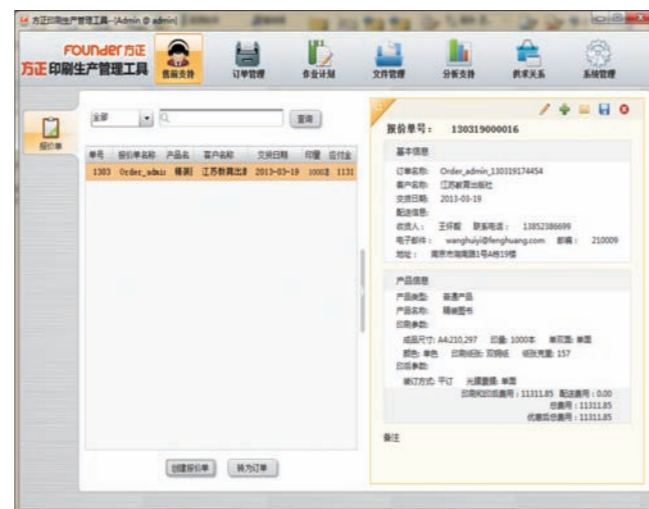 方正印刷生产管理工具--[Admin @ admin]
FOUNDER 方正
方正印刷生产管理工具
售前支持
订单管理
作业计划
文件管理
分析支持
供求关系
系统管理
报价单
全部
查询
单号 报价单名称 产品名 客户名称 交货日期 印量 应付金
1303 Order_admin 精装 江苏教育出 2013-03-19 1000本 1131
创建报价单
转为订单
报价单号: 130319000016
基本信息
订单名称: Order_admin_130319174454
客户名称: 江苏教育出版社
交货日期: 2013-03-19
配送信息:
收货人: 王怀毅 联系电话: 13852386699
电子邮件: wanghuiyi@fenghuang.com 邮编: 210009
地址: 南京市湖南路1号A栋19楼
产品信息
产品类型: 普通产品
产品名称: 精装图书
印刷参数:
成品尺寸: A4:210,297 印量: 1000本 单双面: 单面
颜色: 单色 印刷纸张: 双铜纸 纸张克重: 157
印后参数:
装订方式: 平订 光膜覆膜: 单面
印刷和印后费用: 11311.85 配送费用: 0.00
总费用: 11311.85
优惠后总费用: 11311.85
备注